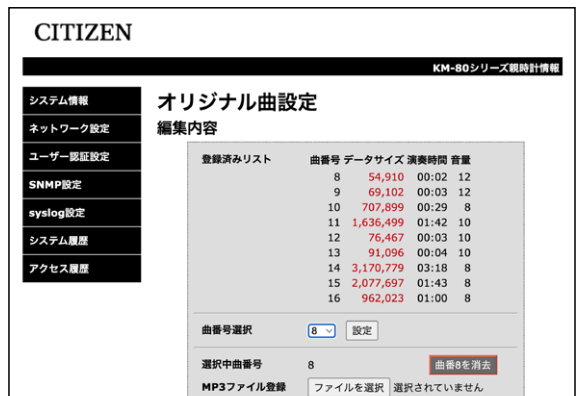 CITIZEN
KM-80シリーズ親時計情報
システム情報
ネットワーク設定
ユーザー認証設定
SNMP設定
syslog設定
システム履歴
アクセス履歴
オリジナル曲設定
編集内容
登録済みリスト 曲番号 データサイズ 演奏時間 音量
8 54,910 00:02 12
9 69,102 00:03 12
10 707,899 00:29 8
11 1,636,499 01:42 10
12 76,467 00:03 10
13 91,096 00:04 10
14 3,170,779 03:18 8
15 2,077,697 01:43 8
16 962,023 01:00 8
曲番号選択 8 設定
選択中曲番号 8 曲番8を消去
MP3ファイル登録 ファイルを選択 選択されていません